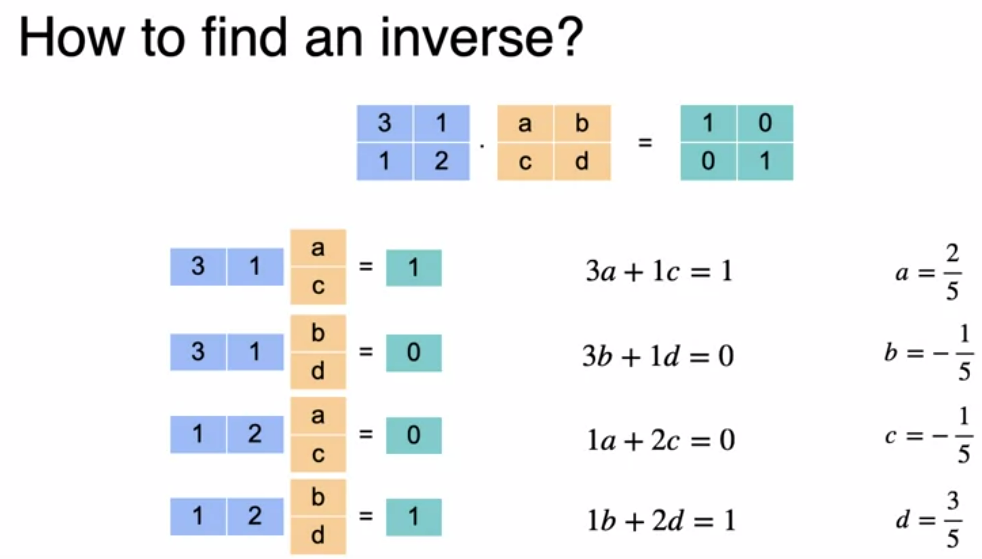 How to find an inverse?
3 1 a b 1 0
· =
1 2 c d 0 1
3 1 a c = 1 3a + 1c = 1 a = 2/5
3 1 b d = 0 3b + 1d = 0 b = −1/5
1 2 a c = 0 1a + 2c = 0 c = −1/5
1 2 b d = 1 1b + 2d = 1 d = 3/5